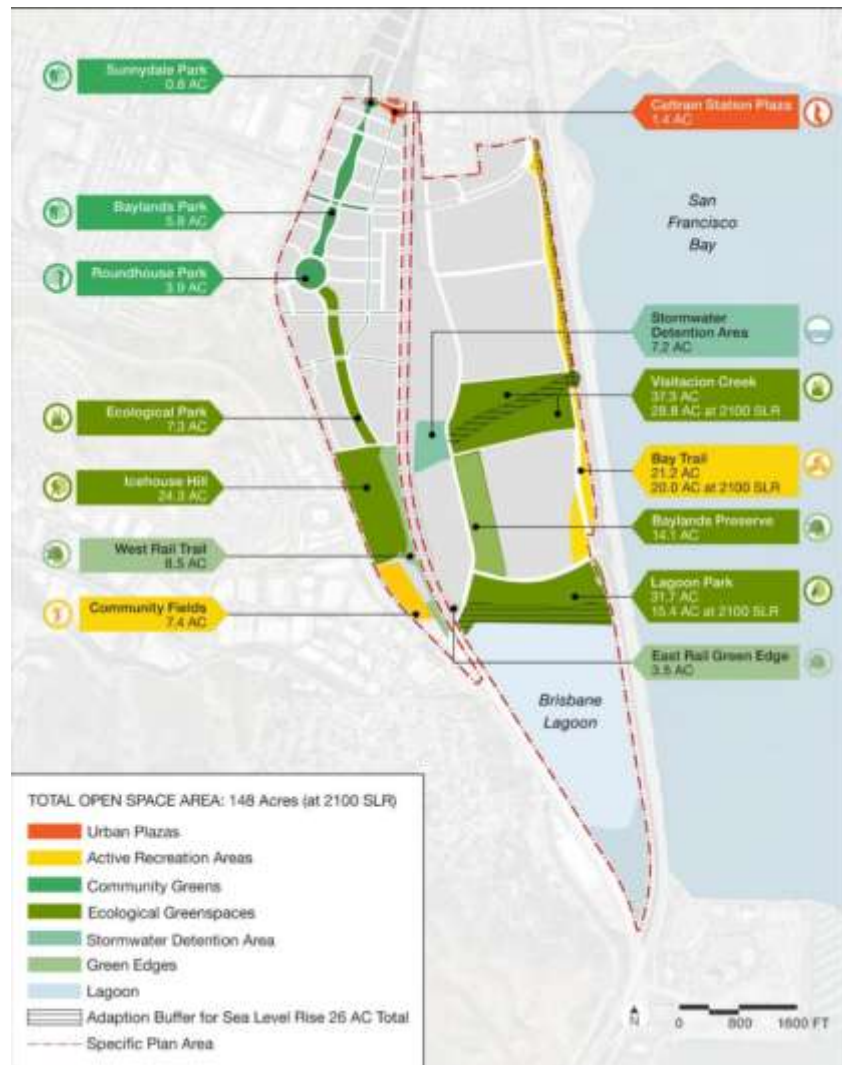 Sunnydale Park
0.6 AC
Caltrain Station Plaza
1.4 AC
Baylands Park
5.8 AC
San
Francisco
Bay
Roundhouse Park
3.9 AC
Stormwater
Detention Area
7.2 AC
Visitacion Creek
37.3 AC
28.8 AC at 2100 SLR
Ecological Park
7.3 AC
Bay Trail
21.2 AC
20.0 AC at 2100 SLR
Icehouse Hill
24.3 AC
Baylands Preserve
14.1 AC
West Rail Trail
8.5 AC
Lagoon Park
31.7 AC
15.4 AC at 2100 SLR
Community Fields
7.4 AC
East Rail Green Edge
3.5 AC
Brisbane
Lagoon
TOTAL OPEN SPACE AREA: 148 Acres (at 2100 SLR)
Urban Plazas
Active Recreation Areas
Community Greens
Ecological Greenspaces
Stormwater Detention Area
Green Edges
Lagoon
Adaption Buffer for Sea Level Rise 26 AC Total
Specific Plan Area
N
0 800 1600 FT